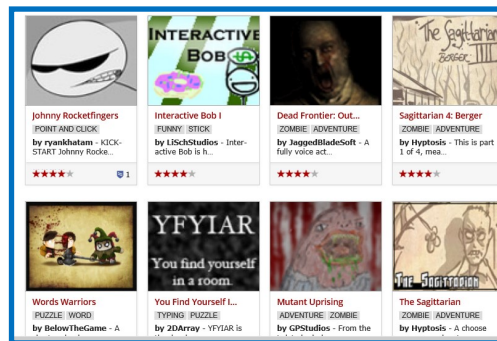 INTERACTIVE
BOB
The Sagittarian
BERGER
Johnny Rocketfingers
Interactive Bob I
Dead Frontier: Out...
Sagittarian 4: Berger
POINT AND CLICK
FUNNY STICK
ZOMBIE ADVENTURE
ZOMBIE ADVENTURE
by ryankhatam - KICK-
START Johnny Rocke...
by LiSchStudios - Inter-
active Bob is h...
by JaggedBladeSoft - A
fully voice act...
by Hyptosis - This is part
1 of 4, mea...
1
YFYIAR
You find yourself
in a room
THE SAGITTARIAN
Words Warriors
You Find Yourself I...
Mutant Uprising
The Sagittarian
PUZZLE WORD
TYPING PUZZLE
ADVENTURE ZOMBIE
ZOMBIE ADVENTURE
by BelowTheGame - A
by 2DArray - YFYIAR is
by GPStudios - From the
by Hyptosis - A choose